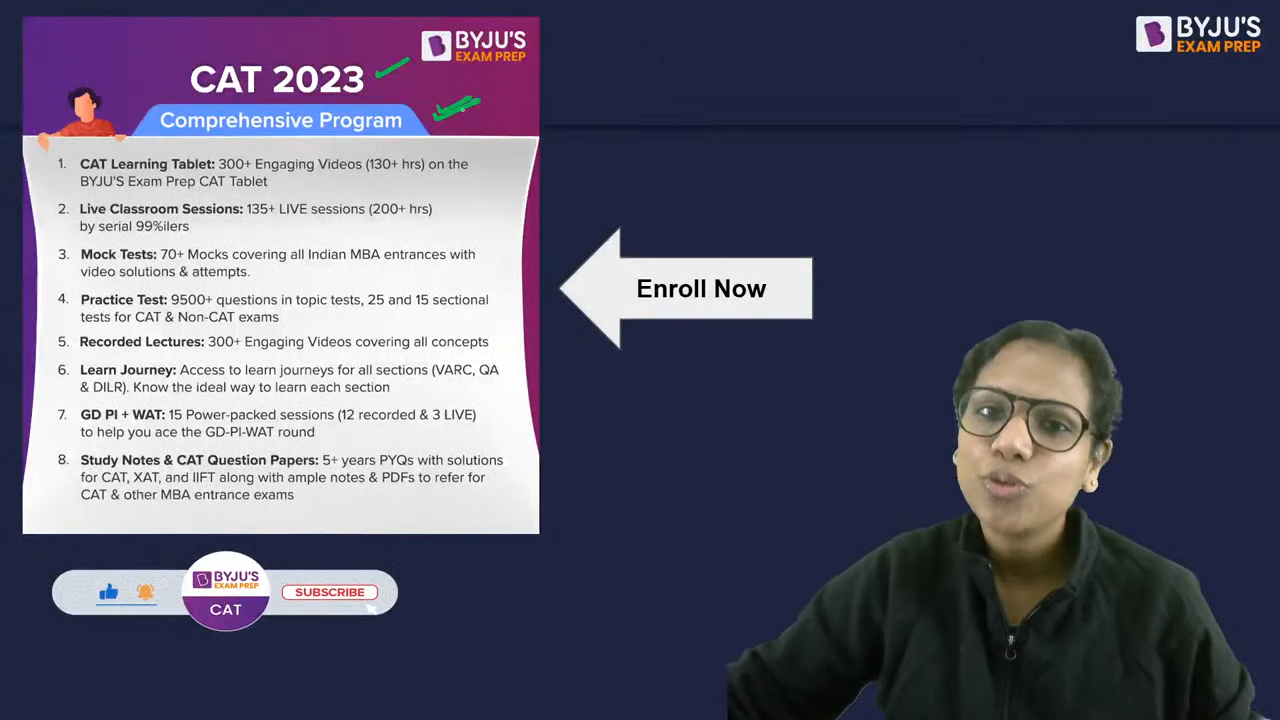 BYJU'S
EXAM PREP
CAT 2023
Comprehensive Program
1. CAT Learning Tablet: 300+ Engaging Videos (130+ hrs) on the
BYJU'S Exam Prep CAT Tablet
2. Live Classroom Sessions: 135+ LIVE sessions (200+ hrs)
by serial 99%ilers
3. Mock Tests: 70+ Mocks covering all Indian MBA entrances with
video solutions & attempts.
4. Practice Test: 9500+ questions in topic tests, 25 and 15 sectional
tests for CAT & Non-CAT exams
5. Recorded Lectures: 300+ Engaging Videos covering all concepts
6. Learn Journey: Access to learn journeys for all sections (VARC, QA
& DILR). Know the ideal way to learn each section
7. GD PI + WAT: 15 Power-packed sessions (12 recorded & 3 LIVE)
to help you ace the GD-PI-WAT round
8. Study Notes & CAT Question Papers: 5+ years PYQs with solutions
for CAT, XAT, and IIFT along with ample notes & PDFs to refer for
CAT & other MBA entrance exams
Enroll Now
BYJU'S
EXAM PREP
CAT
SUBSCRIBE
BYJU'S
EXAM PREP